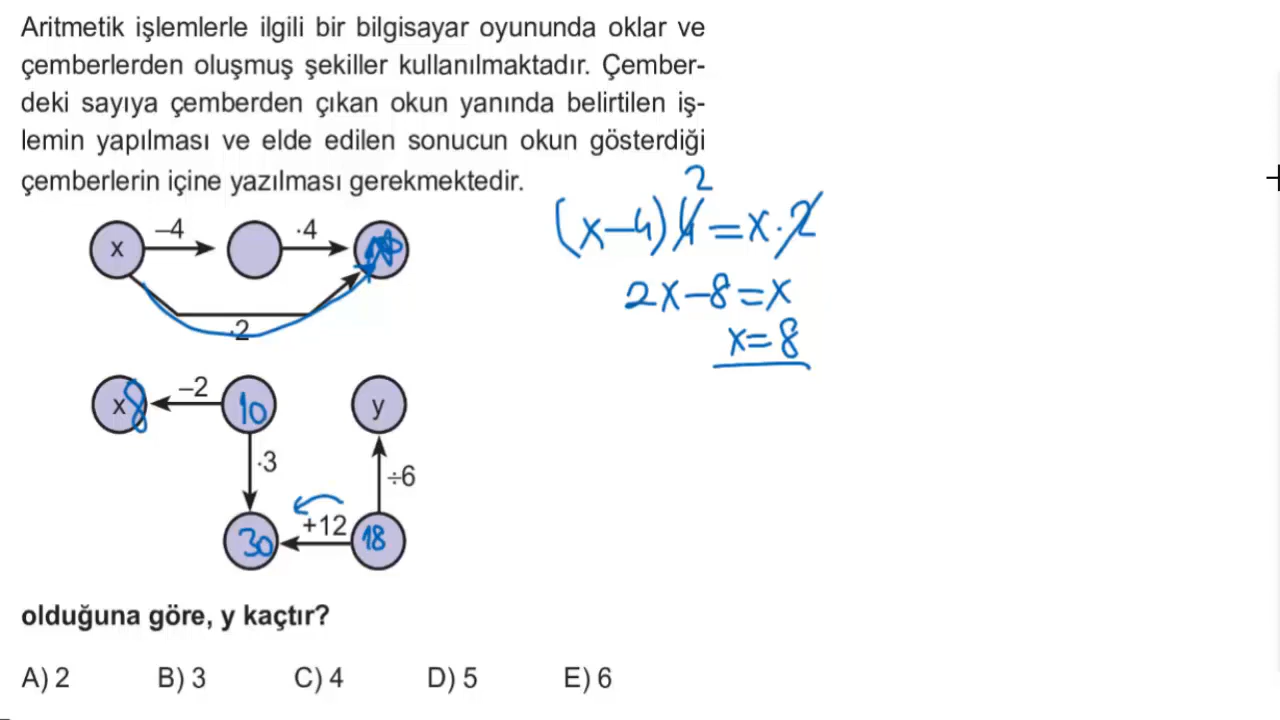 Aritmetik işlemlerle ilgili bir bilgisayar oyununda oklar ve
çemberlerden oluşmuş şekiller kullanılmaktadır. Çember-
deki sayıya çemberden çıkan okun yanında belirtilen iş-
lemin yapılması ve elde edilen sonucun okun gösterdiği
çemberlerin içine yazılması gerekmektedir.
2
(x–4) 4 = x·2
2x–8=x
x=8
x –4 ·4
·2
x 8 –2 10 y
·3 ÷6
30 +12 18
olduğuna göre, y kaçtır?
A) 2 B) 3 C) 4 D) 5 E) 6